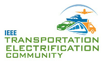 IEEE
TRANSPORTATION
ELECTRIFICATION
COMMUNITY